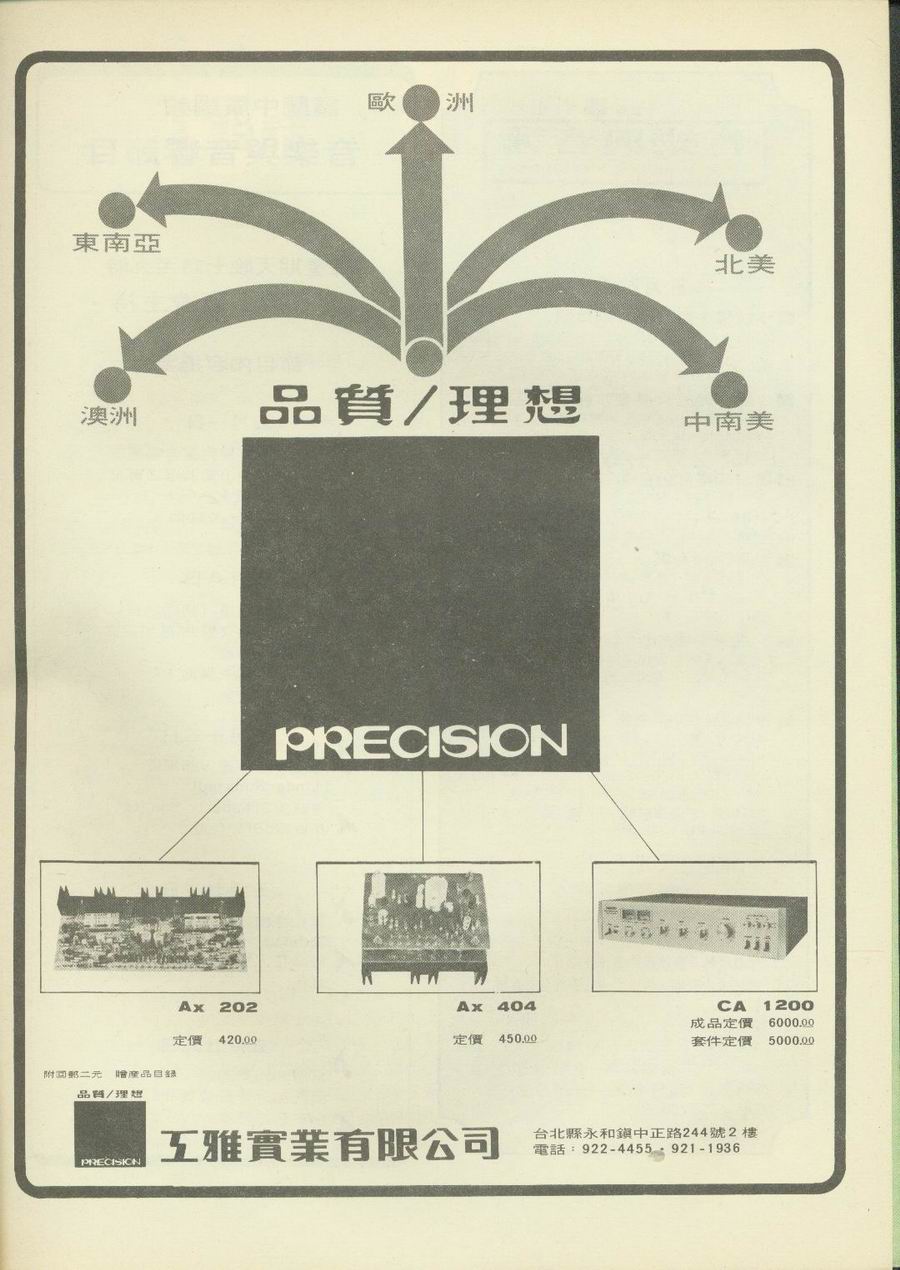 歐洲
東南亞
北美
澳洲
中南美
品質/理想
PRECISION
Ax 202
定價 420.00
Ax 404
定價 450.00
CA 1200
成品定價 6000.00
套件定價 5000.00
附回郵二元 贈產品目錄
品質/理想
PRECISION
工雅實業有限公司
台北縣永和鎮中正路244號2樓
電話：922-4455・921-1936